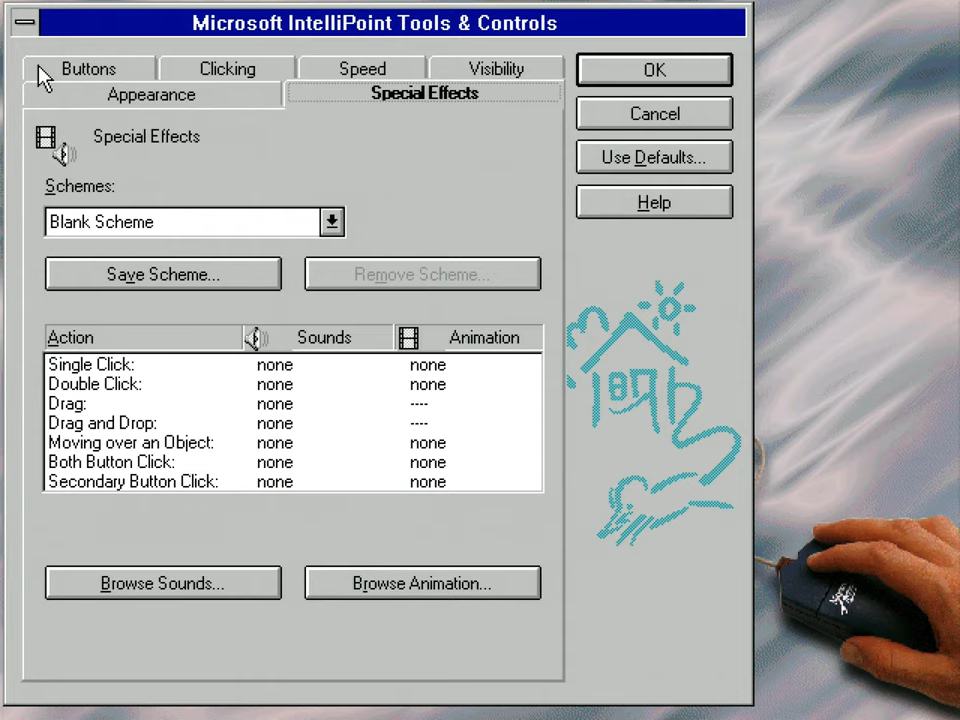 Microsoft IntelliPoint Tools & Controls
Buttons
Clicking
Speed
Visibility
Appearance
Special Effects
OK
Cancel
Use Defaults...
Help
Special Effects
Schemes:
Blank Scheme
Save Scheme...
Remove Scheme...
Action Sounds Animation
Single Click: none none
Double Click: none none
Drag: none ----
Drag and Drop: none ----
Moving over an Object: none none
Both Button Click: none none
Secondary Button Click: none none
Browse Sounds...
Browse Animation...